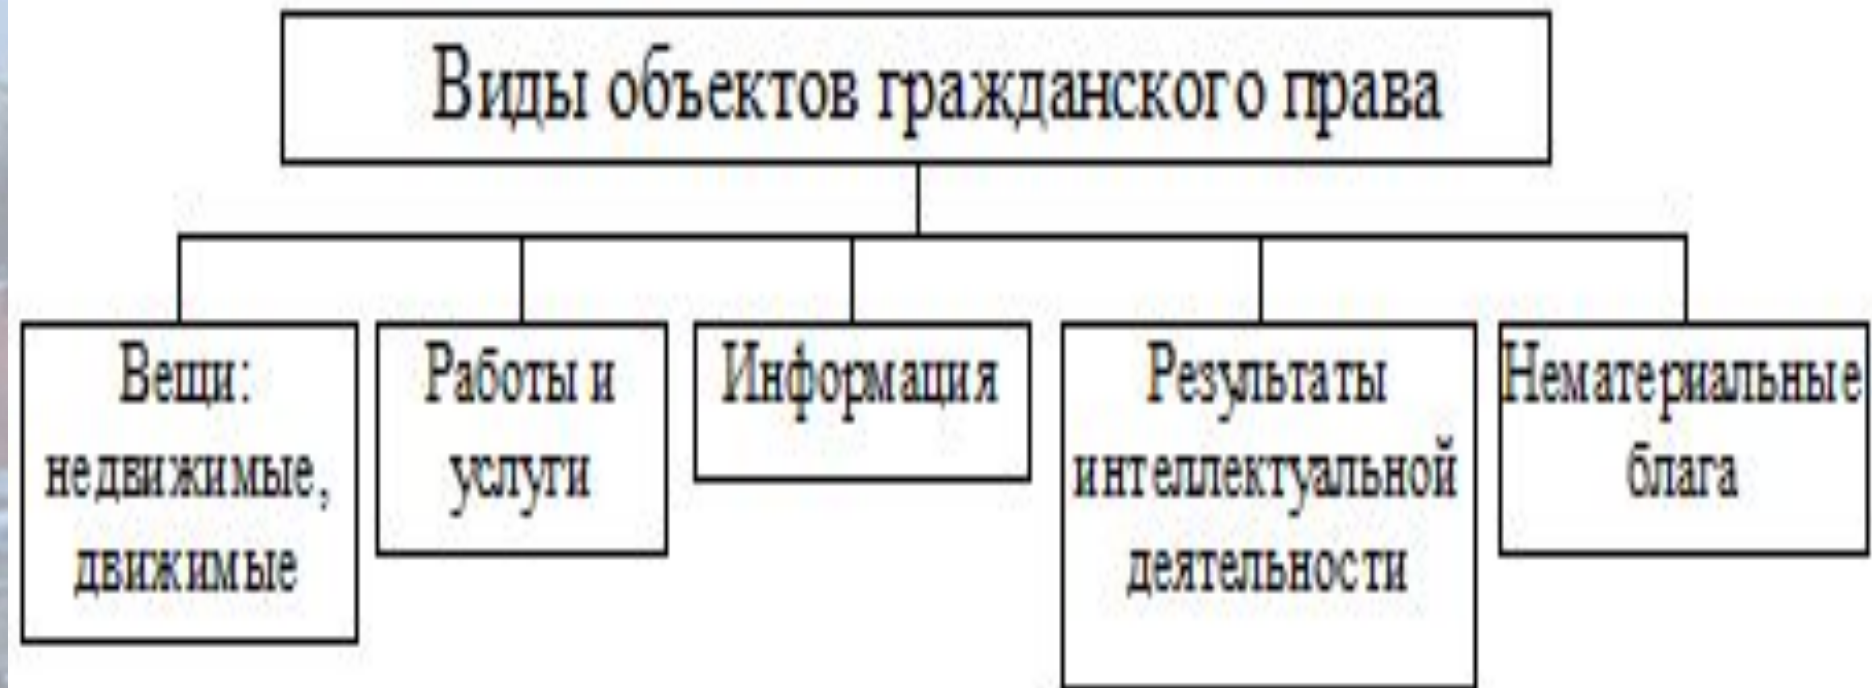 Виды объектов гражданского права
Вещи:
недвижимые,
движимые
Работы и
услуги
Информация
Результаты
интеллектуальной
деятельности
Нематериальные
блага